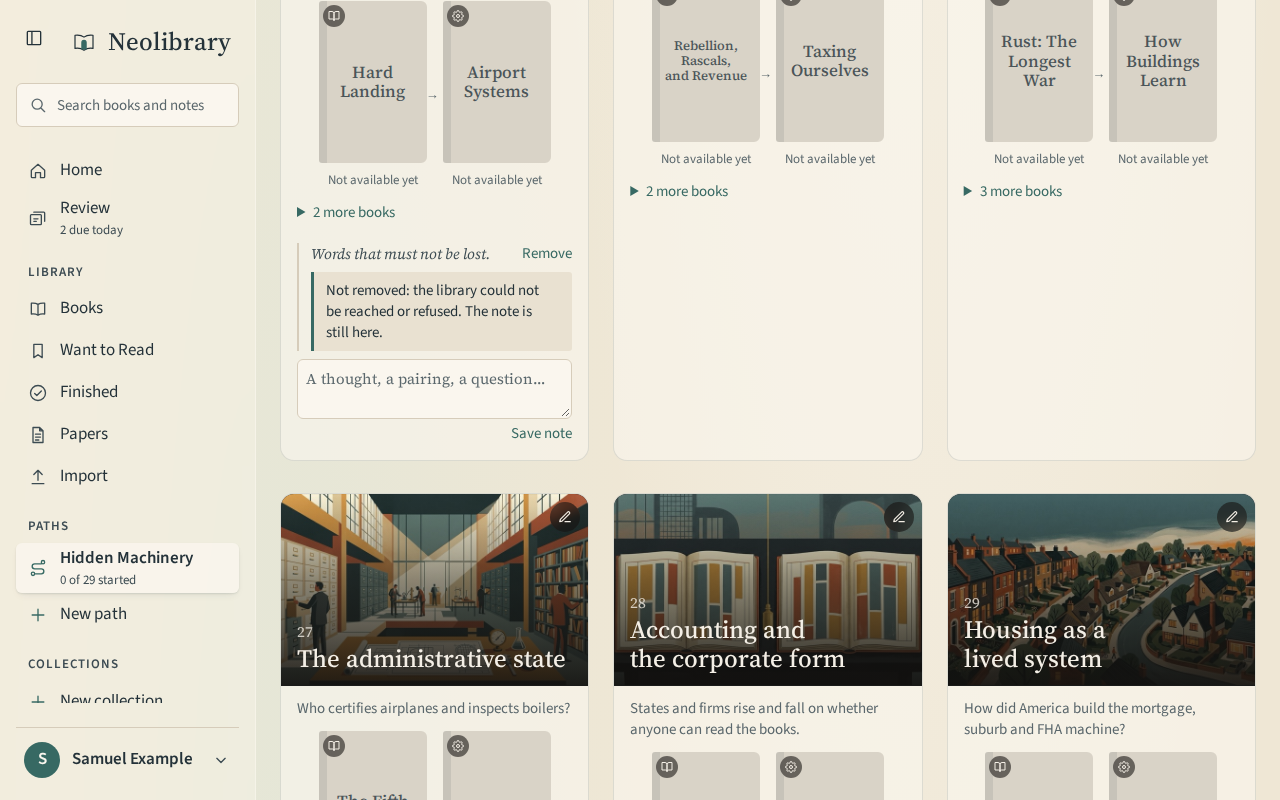 Neolibrary
Search books and notes
Home
Review
2 due today
LIBRARY
Books
Want to Read
Finished
Papers
Import
PATHS
Hidden Machinery
0 of 29 started
New path
COLLECTIONS
New collection
S
Samuel Example
Hard
Landing
→
Airport
Systems
Not available yet
Not available yet
2 more books
Words that must not be lost.
Remove
Not removed: the library could not
be reached or refused. The note is
still here.
A thought, a pairing, a question...
Save note
Rebellion,
Rascals,
and Revenue
→
Taxing
Ourselves
Not available yet
Not available yet
2 more books
Rust: The
Longest
War
→
How
Buildings
Learn
Not available yet
Not available yet
3 more books
27
The administrative state
Who certifies airplanes and inspects boilers?
The Fifth
28
Accounting and
the corporate form
States and firms rise and fall on whether
anyone can read the books.
29
Housing as a
lived system
How did America build the mortgage,
suburb and FHA machine?